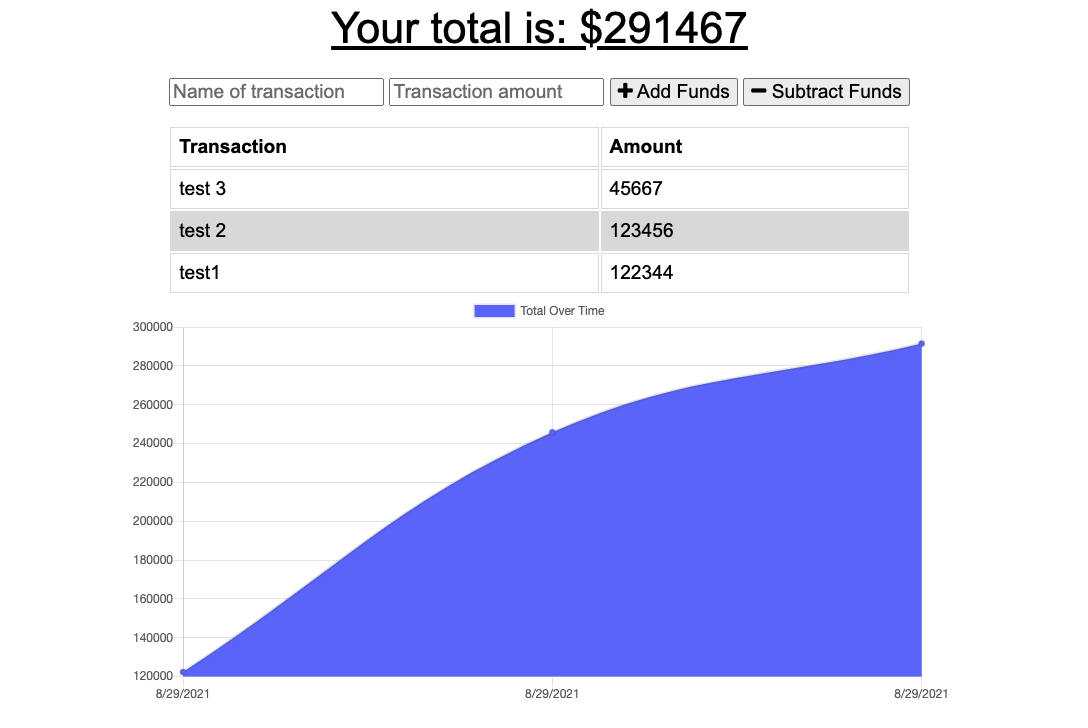 Your total is: $291467
Name of transaction Transaction amount + Add Funds − Subtract Funds
Transaction Amount
test 3 45667
test 2 123456
test1 122344
Total Over Time
300000
280000
260000
240000
220000
200000
180000
160000
140000
120000
8/29/2021 8/29/2021 8/29/2021